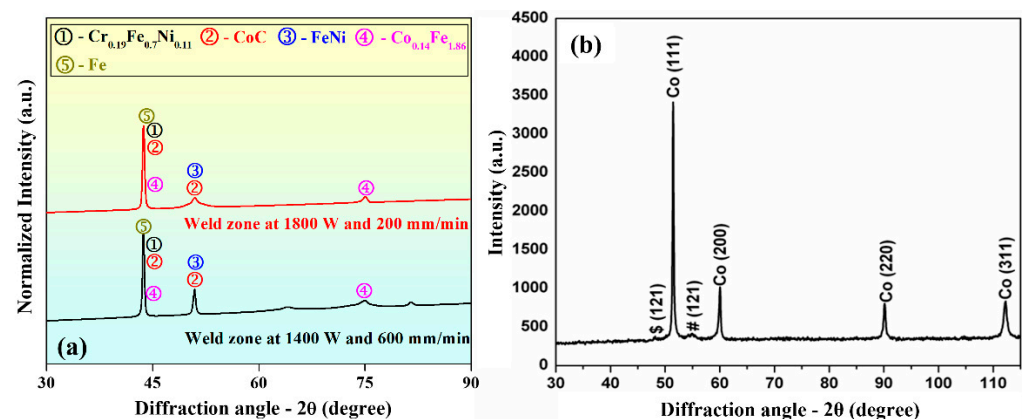 ① - Cr0.19Fe0.7Ni0.11 ② - CoC ③ - FeNi ④ - Co0.14Fe1.86
⑤ - Fe
Normalized Intensity (a.u.)
⑤
①
②
④
③
②
④
Weld zone at 1800 W and 200 mm/min
⑤
①
②
④
③
②
④
Weld zone at 1400 W and 600 mm/min
(a)
30 45 60 75 90
Diffraction angle - 2θ (degree)
(b)
Intensity (a.u.)
4500
4000
3500
3000
2500
2000
1500
1000
500
0
$ (121)
Co (111)
# (121)
Co (200)
Co (220)
Co (311)
30 40 50 60 70 80 90 100 110
Diffraction angle - 2θ (degree)